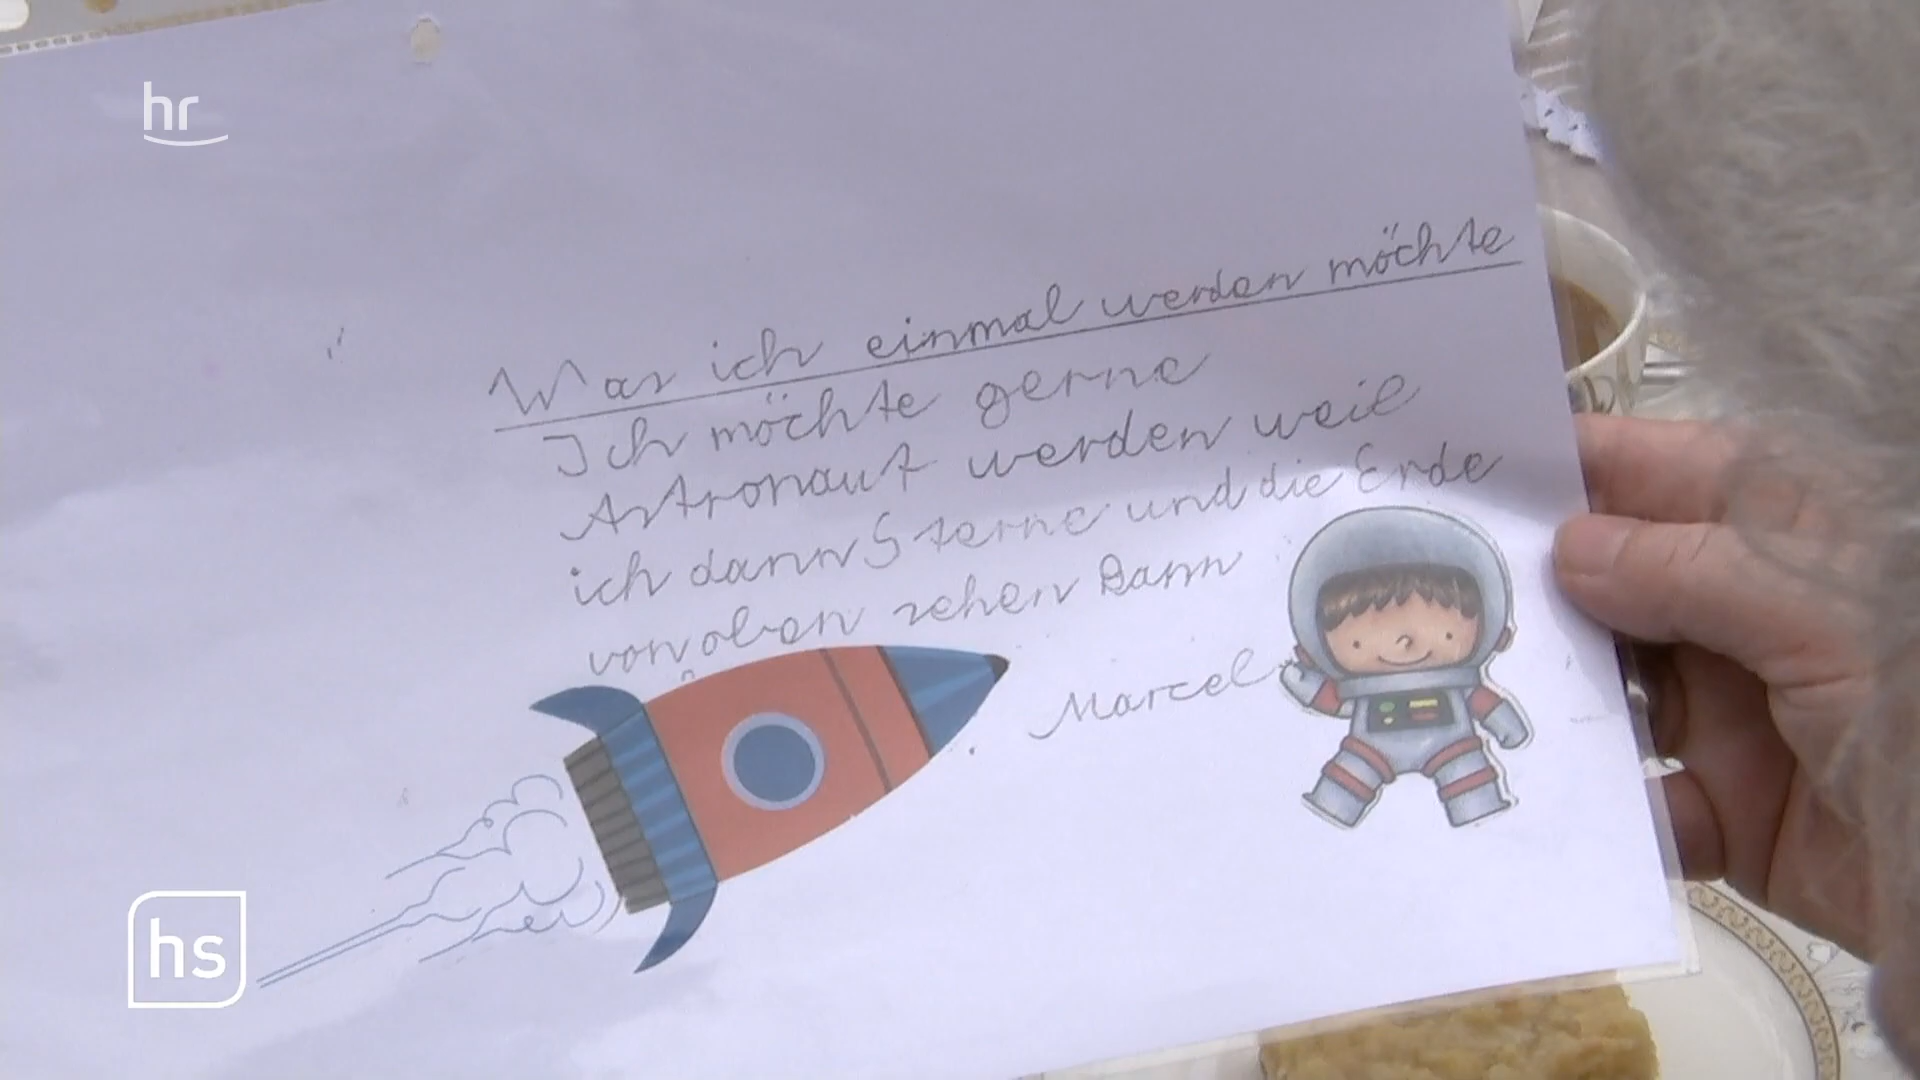 hr
Was ich einmal werden möchte
Ich möchte gerne
Astronaut werden weil
ich dann Sterne und die Erde
von oben sehen kann
Marcel
hs